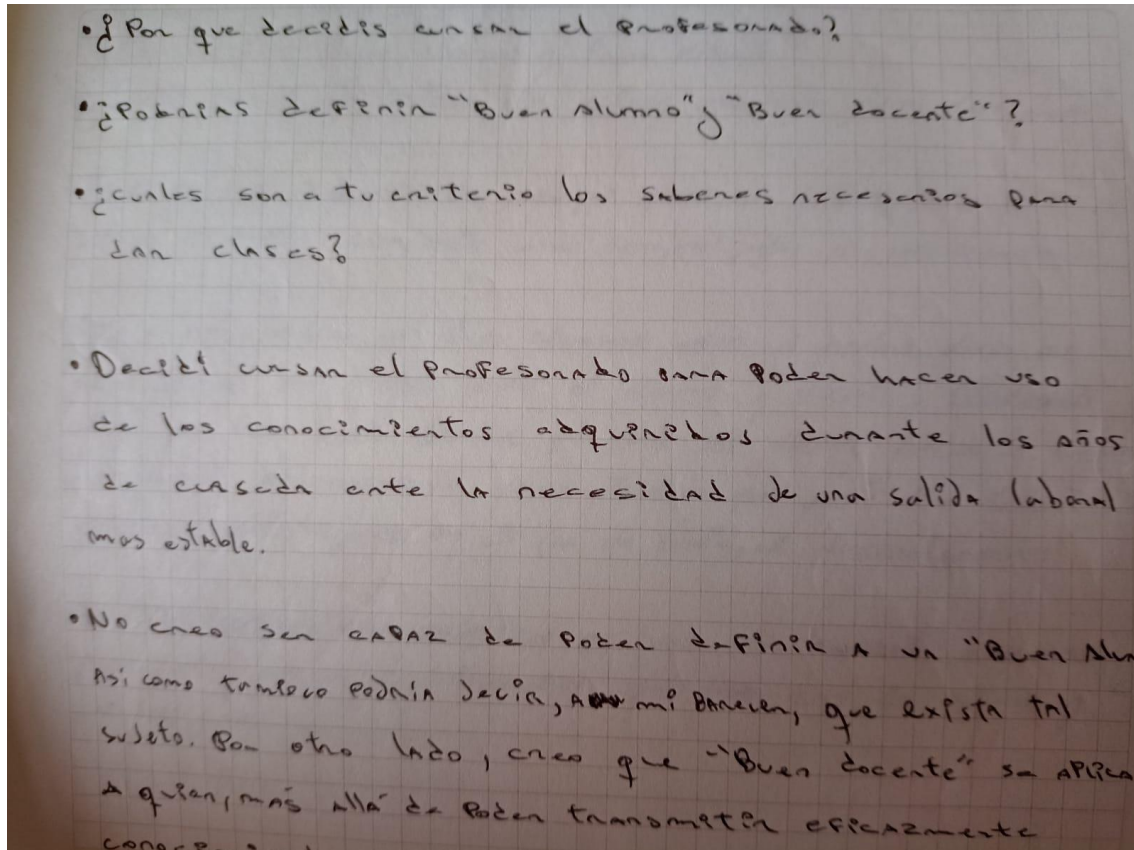 • ¿Por que decidis cursar el profesorado?
• ¿Podrias definir "Buen Alumno" y "Buen docente"?
• ¿cuales son a tu criterio los saberes necesarios para
dar clases?
• Decidí cursar el profesorado para poder hacer uso
de los conocimientos adquiridos durante los años
de cursada ante la necesidad de una salida laboral
mas estable.
• No creo ser capaz de poder definir a un "Buen Alum
Asi como tampoco podria decir, a mi parecer, que exista tal
sujeto. Por otro lado, creo que "Buen docente" se aplica
a quien, más allá de poder transmitir eficazmente